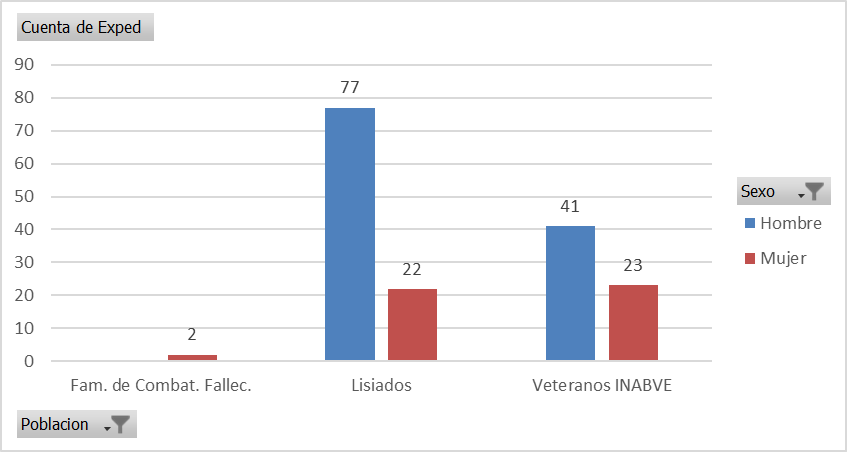 Cuenta de Exped
90
80
70
60
50
40
30
20
10
0
77
41
22
23
2
Fam. de Combat. Fallec.
Lisiados
Veteranos INABVE
Sexo
Hombre
Mujer
Poblacion